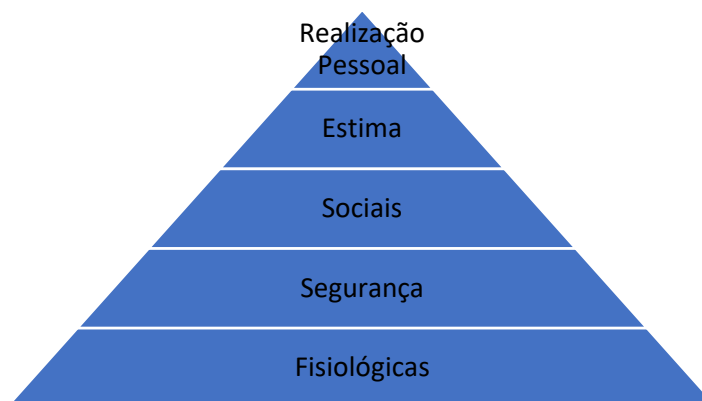 Realização
Pessoal
Estima
Sociais
Segurança
Fisiológicas